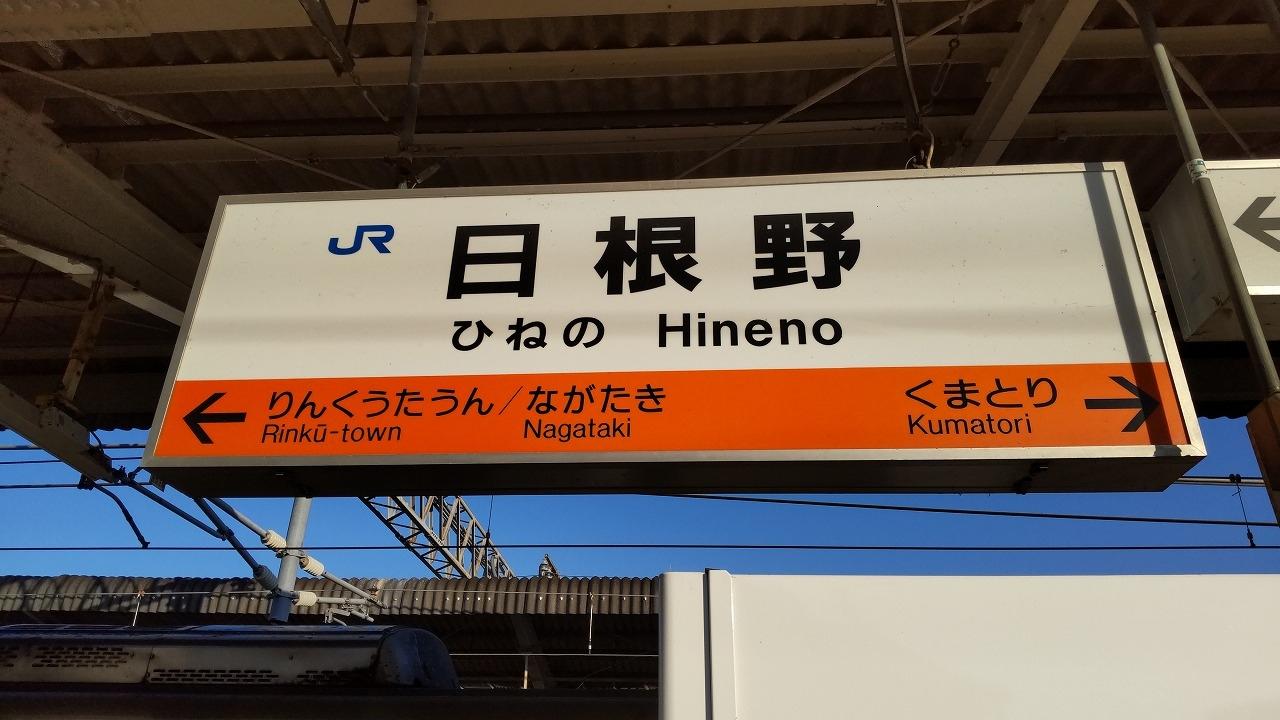 JR 日根野
ひねの Hineno
← りんくうたうん/ながたき くまとり →
Rinkū-town Nagataki Kumatori